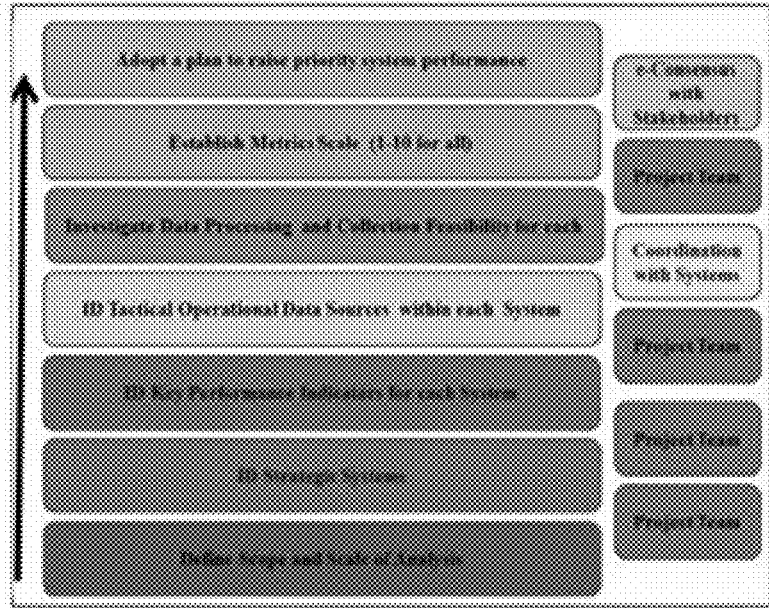 Adopt a plan to raise priority system performance
e-Consensus
with
Stakeholders
Establish Metrics Scale (1-10 for all)
Project Team
Investigate Data Processing and Collection Feasibility for each
Coordination
with Systems
ID Tactical Operational Data Sources within each System
Project Team
ID Key Performance Indicators for each System
Project Team
ID Strategic Systems
Project Team
Define Scope and Scale of Analysis